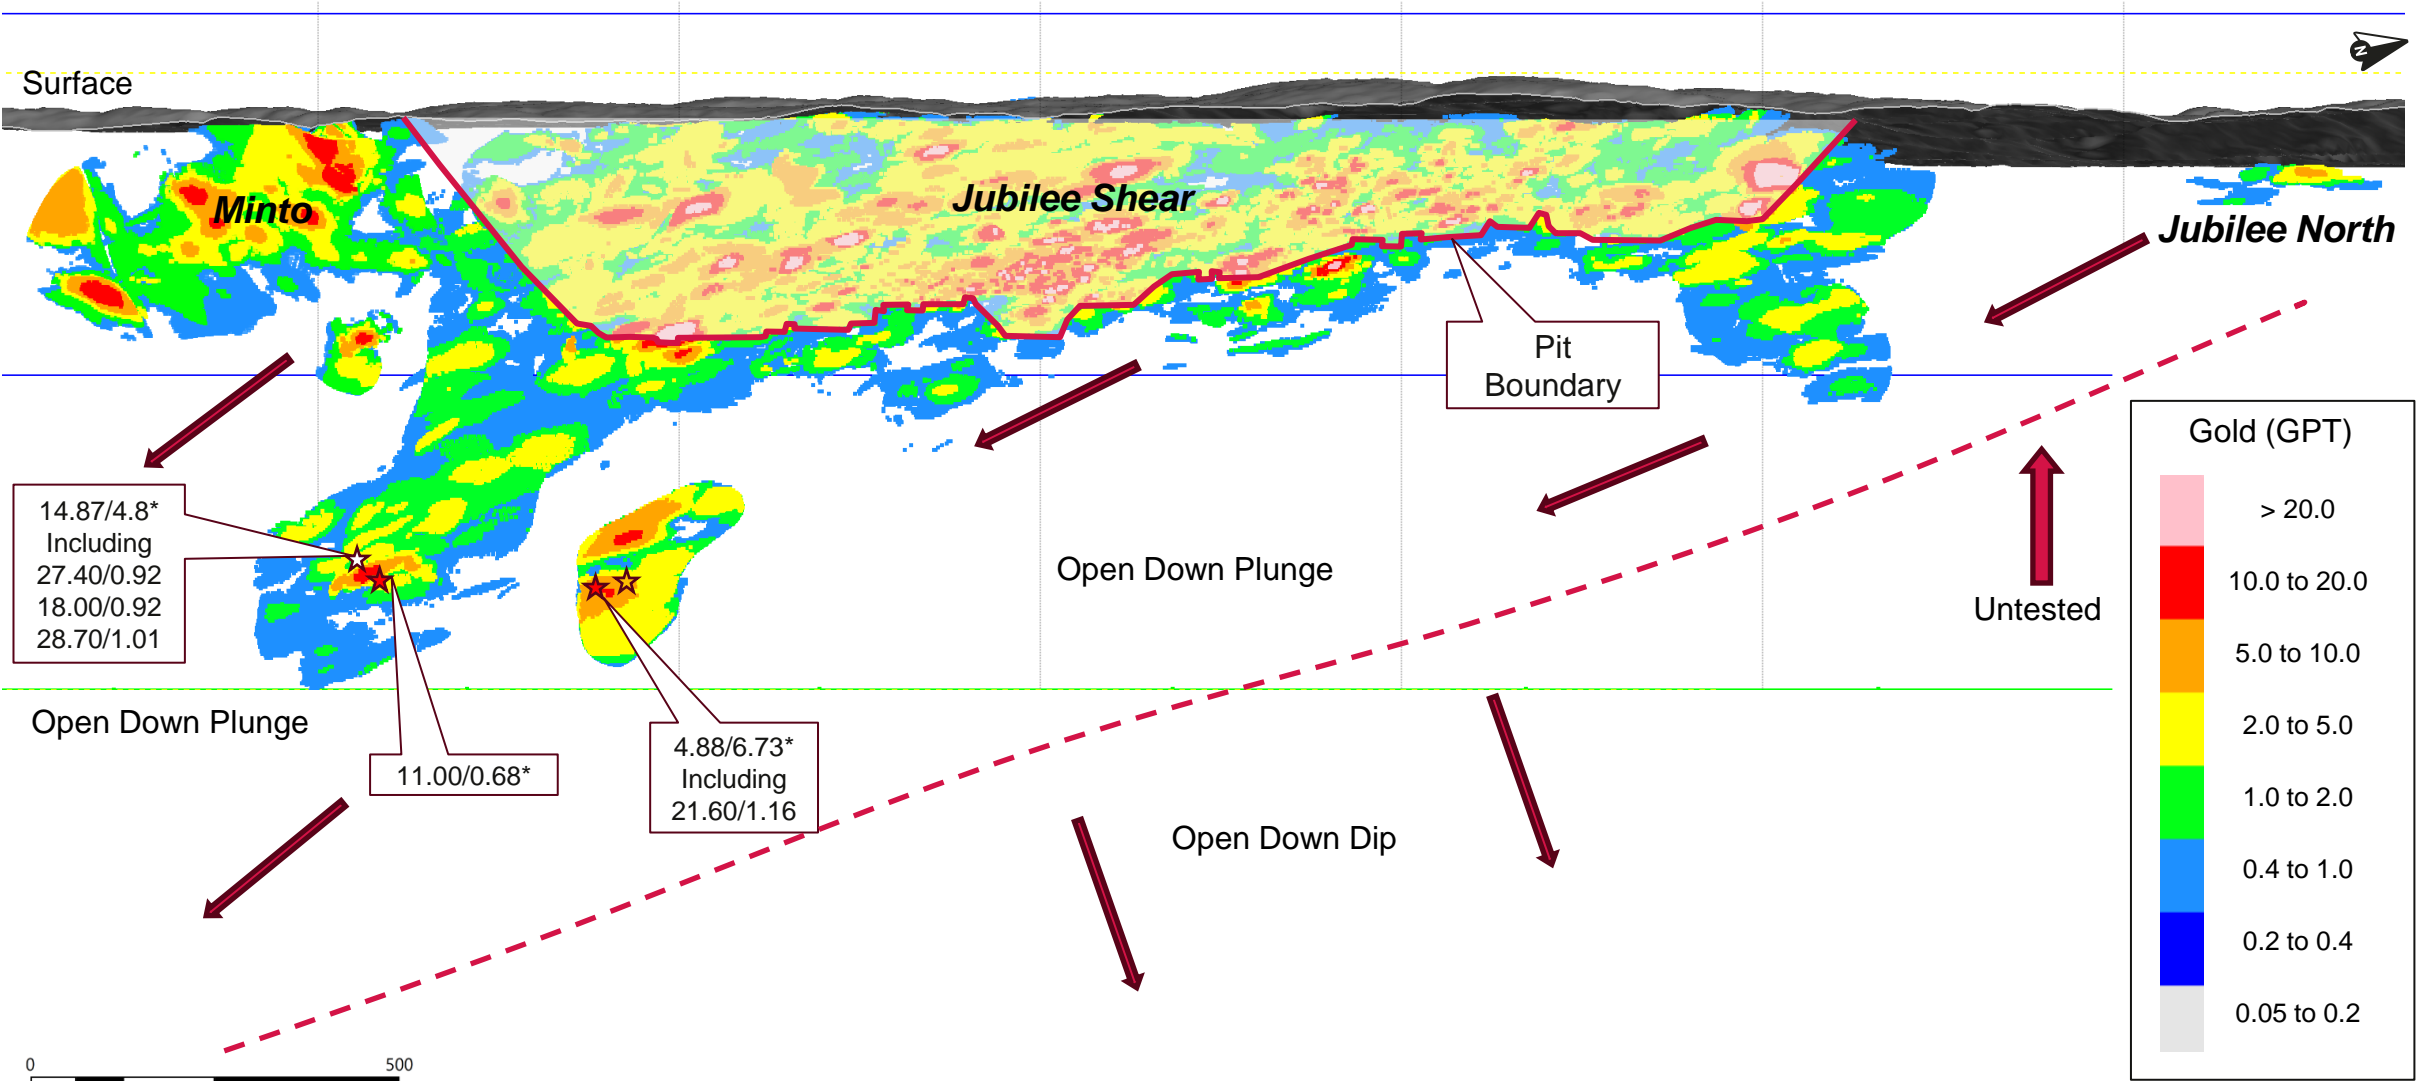 Surface
N
Minto
Jubilee Shear
Jubilee North
Pit
Boundary
Gold (GPT)
> 20.0
10.0 to 20.0
5.0 to 10.0
2.0 to 5.0
1.0 to 2.0
0.4 to 1.0
0.2 to 0.4
0.05 to 0.2
14.87/4.8*
Including
27.40/0.92
18.00/0.92
28.70/1.01
Open Down Plunge
Untested
Open Down Plunge
11.00/0.68*
4.88/6.73*
Including
21.60/1.16
Open Down Dip
0 500